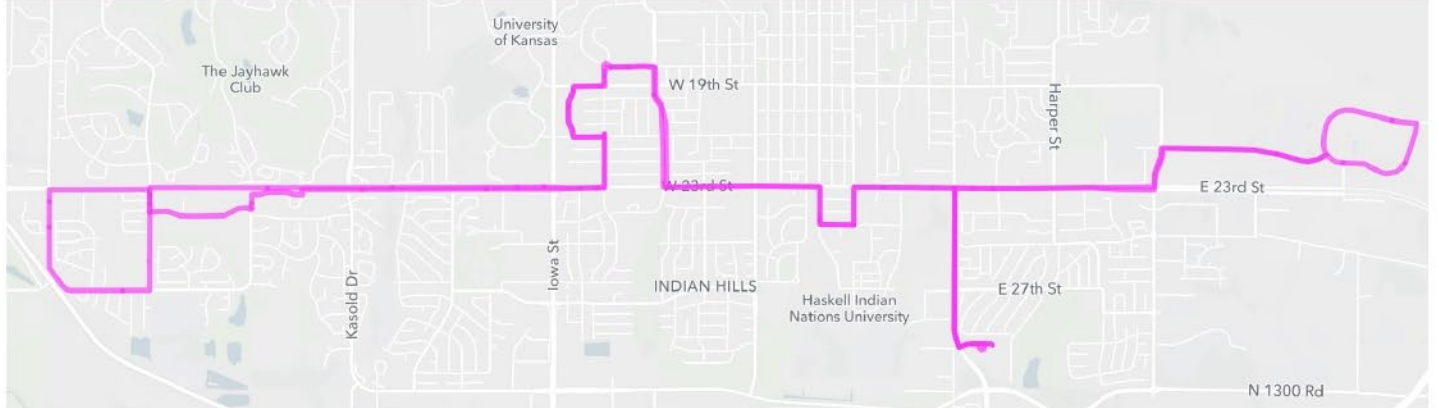 University
of Kansas
The Jayhawk
Club
W 19th St
Harper St
W 23rd St
E 23rd St
Iowa St
Kasold Dr
INDIAN HILLS
E 27th St
Haskell Indian
Nations University
N 1300 Rd